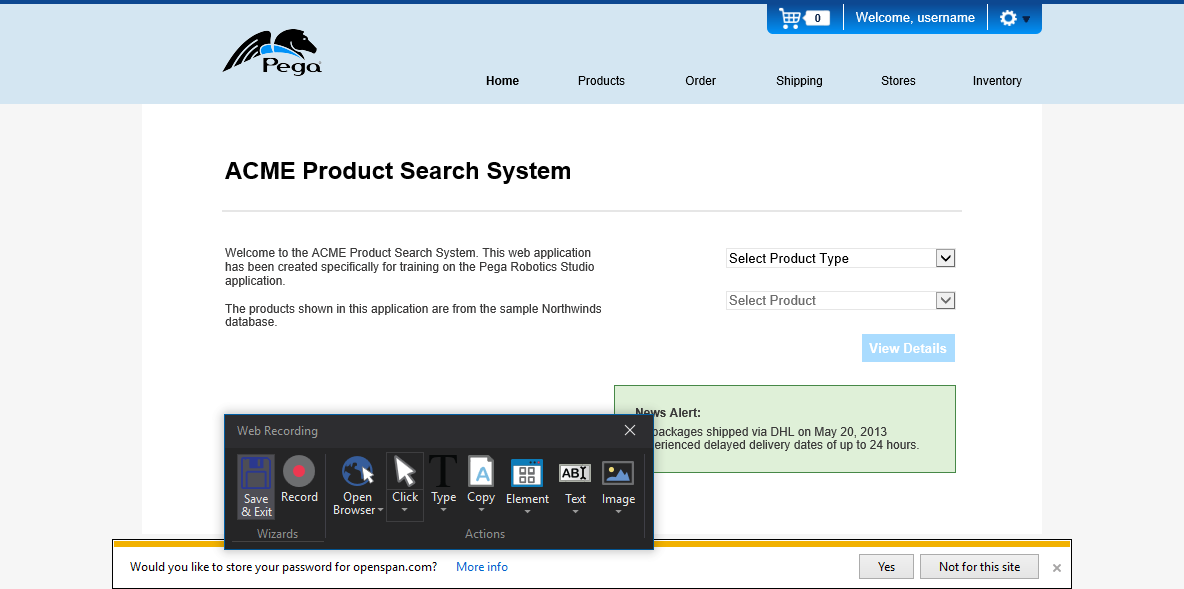 0
Welcome, username
Pega
Home
Products
Order
Shipping
Stores
Inventory
ACME Product Search System
Welcome to the ACME Product Search System. This web application
has been created specifically for training on the Pega Robotics Studio
application.
The products shown in this application are from the sample Northwinds
database.
Select Product Type
Select Product
View Details
News Alert:
packages shipped via DHL on May 20, 2013
delayed delivery dates of up to 24 hours.
Web Recording
Save
& Exit
Record
Open
Browser
Click
T
Type
A
Copy
Element
ABI
Text
Image
Wizards
Actions
Would you like to store your password for openspan.com?
More info
Yes
Not for this site